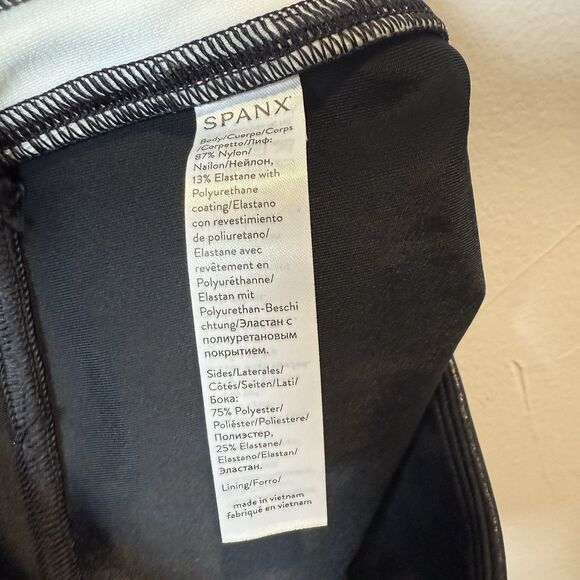 SPANX
Body/Cuerpo/Corps
/Corpetto/Лиф:
87% Nylon/
Nailon/Нейлон,
13% Elastane with
Polyurethane
coating/Elastano
con revestimiento
de poliuretano/
Elastane avec
revêtement en
Polyuréthanne/
Elastan mit
Polyurethan-Beschi
chtung/Эластан с
полиуретановым
покрытием.
Sides/Laterales/
Côtés/Seiten/Lati/
Бока:
75% Polyester/
Poliéster/Poliestere/
Полиэстер,
25% Elastane/
Elastano/Elastan/
Эластан.
Lining/Forro/
made in vietnam
fabriqué en vietnam